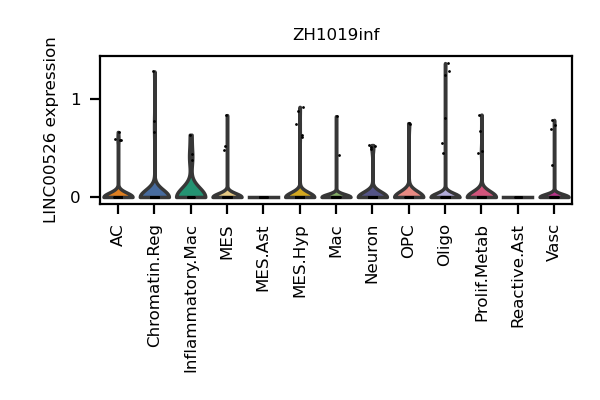 ZH1019inf
LINC00526 expression
1
0
AC
Chromatin.Reg
Inflammatory.Mac
MES
MES.Ast
MES.Hyp
Mac
Neuron
OPC
Oligo
Prolif.Metab
Reactive.Ast
Vasc